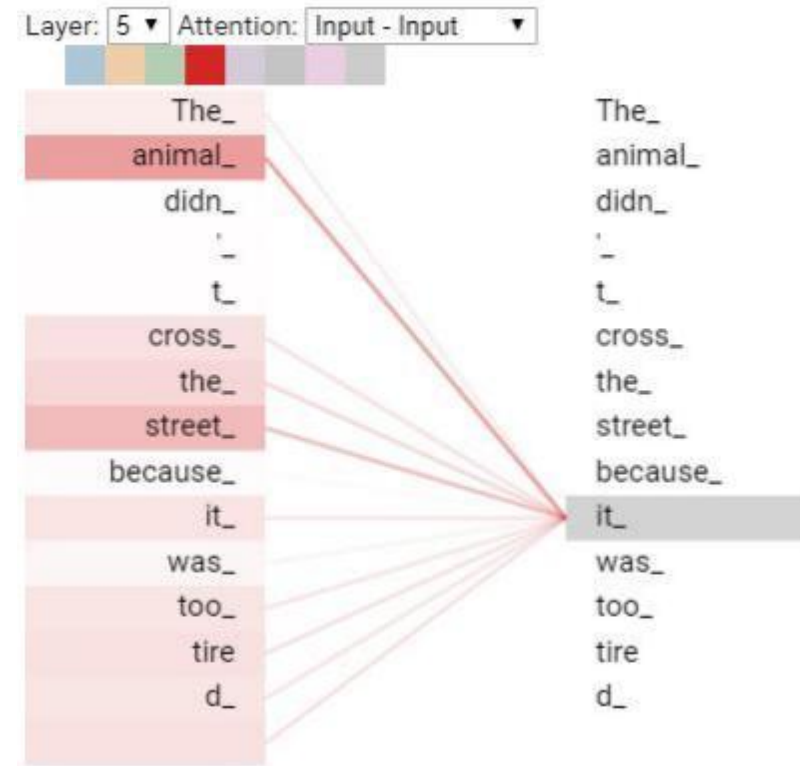 Layer: 5 Attention: Input - Input
The_ The_
animal_ animal_
didn_ didn_
'_ '_
t_ t_
cross_ cross_
the_ the_
street_ street_
because_ because_
it_ it_
was_ was_
too_ too_
tire tire
d_ d_